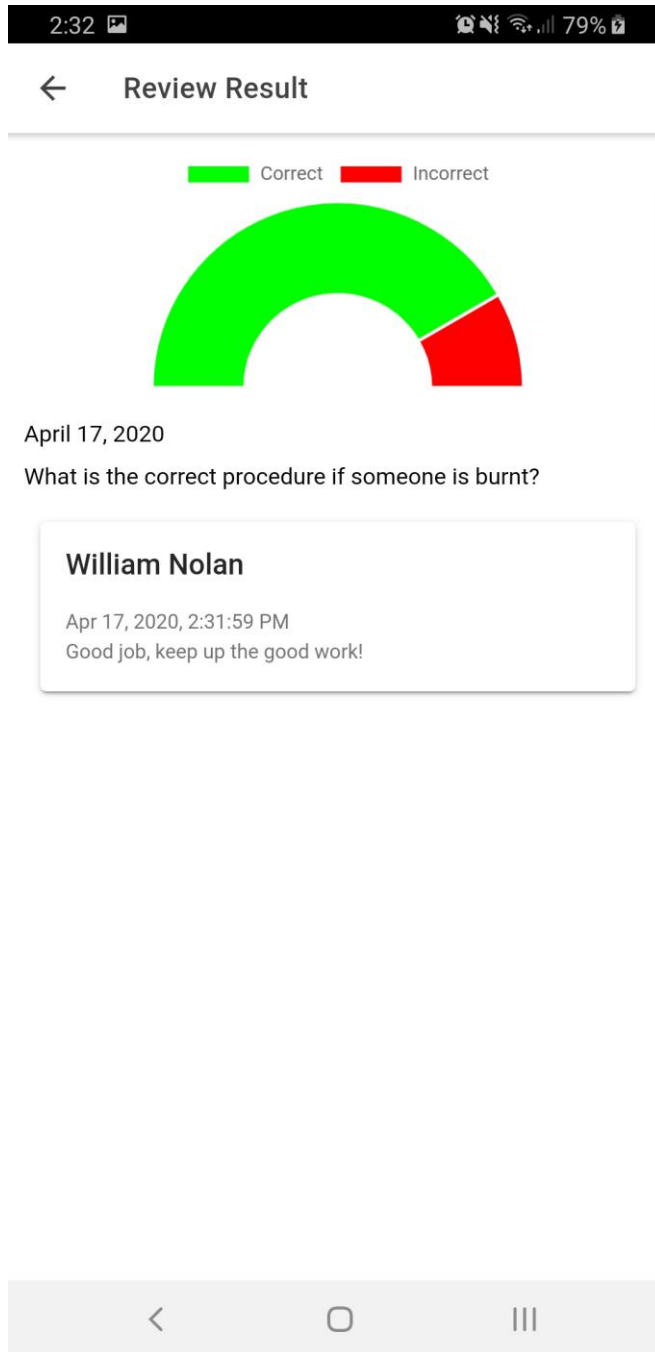 2:32 79%
Review Result
Correct Incorrect
April 17, 2020
What is the correct procedure if someone is burnt?
William Nolan
Apr 17, 2020, 2:31:59 PM
Good job, keep up the good work!